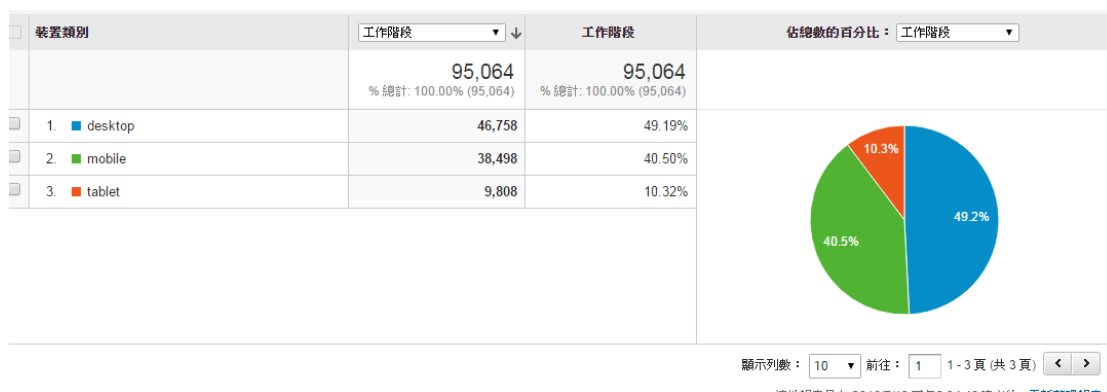 裝置類別 工作階段 工作階段 佔總數的百分比： 工作階段
95,064 95,064
% 總計: 100.00% (95,064) % 總計: 100.00% (95,064)
1. desktop 46,758 49.19%
2. mobile 38,498 40.50%
3. tablet 9,808 10.32%
10.3%
49.2%
40.5%
顯示列數： 10 前往： 1 1 - 3 頁 (共 3 頁)